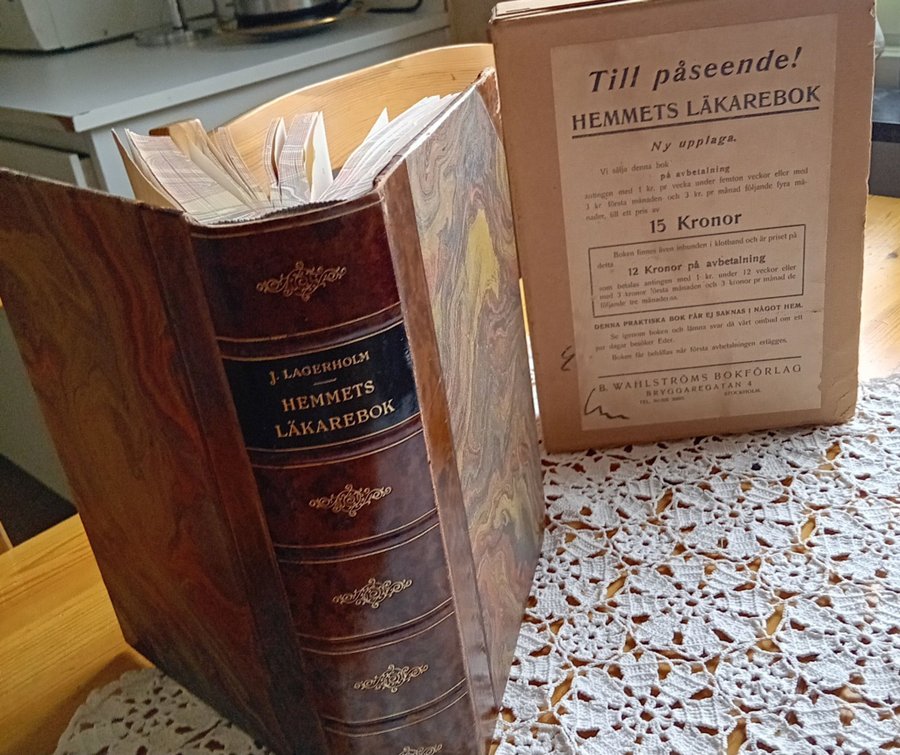 J. LAGERHOLM
HEMMETS
LÄKAREBOK
Till påseende!
HEMMETS LÄKAREBOK
Ny upplaga.
Vi sälja denna bok
på avbetalning
antingen med 1 kr. pr vecka under femton veckor eller med
3 kr första månaden och 3 kr. pr månad följande fyra må-
nader, till ett pris av
15 Kronor
Boken finnes även inbunden i klotband och är priset på
detta
12 Kronor på avbetalning
som betalas antingen med 1 kr. under 12 veckor eller
med 3 kronor första månaden och 3 kronor pr månad de
följande tre månaderna.
DENNA PRAKTISKA BOK FÅR EJ SAKNAS I NÅGOT HEM.
Se igenom boken och lämna svar då vårt ombud om ett
par dagar besöker Eder.
Boken får behållas när första avbetalningen erlägges.
B. WAHLSTRÖMS BOKFÖRLAG
BRYGGAREGATAN 4
STOCKHOLM.